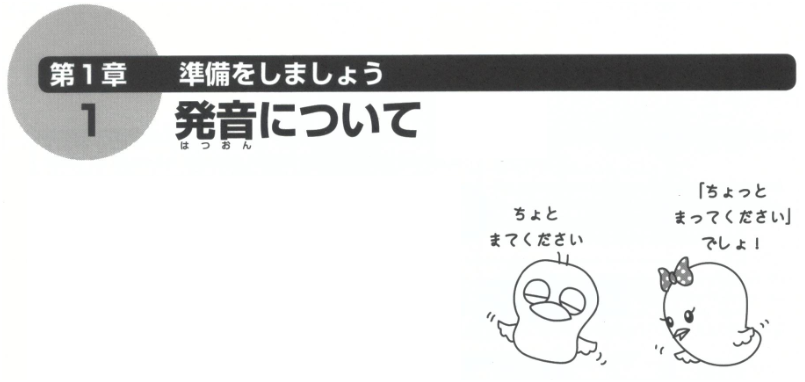 第1章 準備をしましょう
1 発音について
はつおん
ちょと
まてください
「ちょっと
まってください」
でしょ!